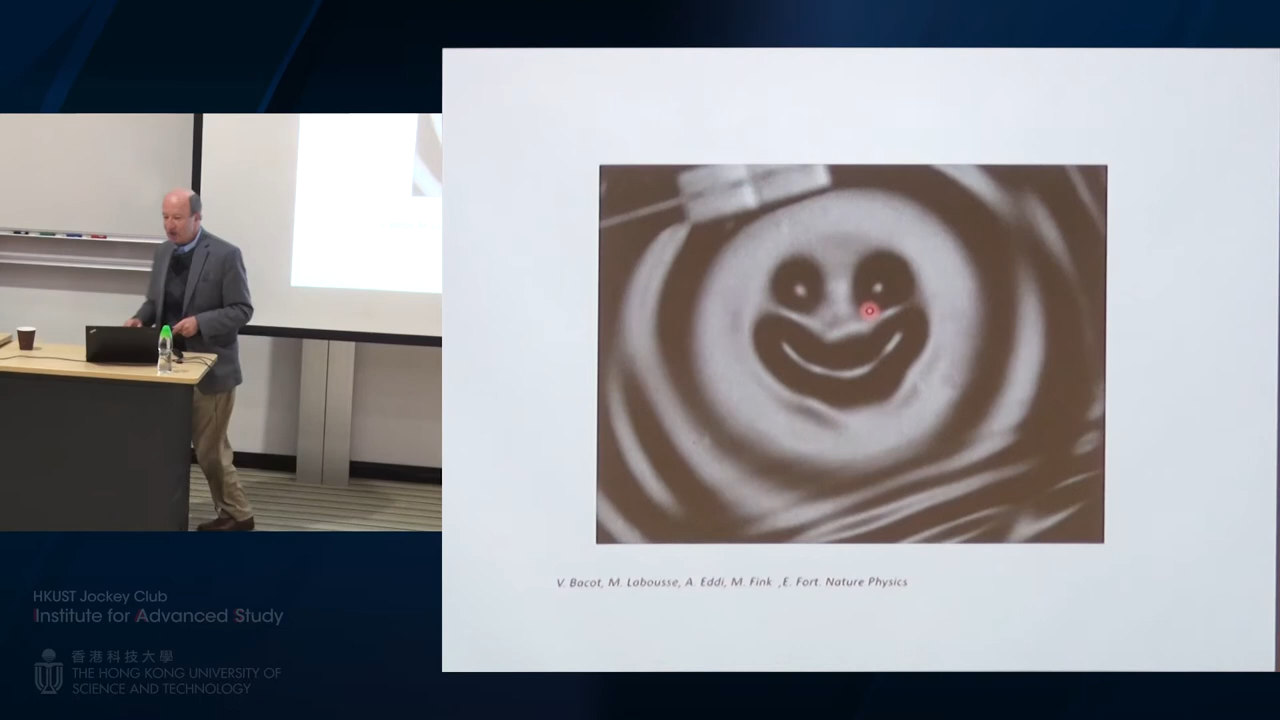 V. Bacot, M. Labousse, A. Eddi, M. Fink ,E. Fort. Nature Physics
HKUST Jockey Club
Institute for Advanced Study
香港科技大學
THE HONG KONG UNIVERSITY OF
SCIENCE AND TECHNOLOGY